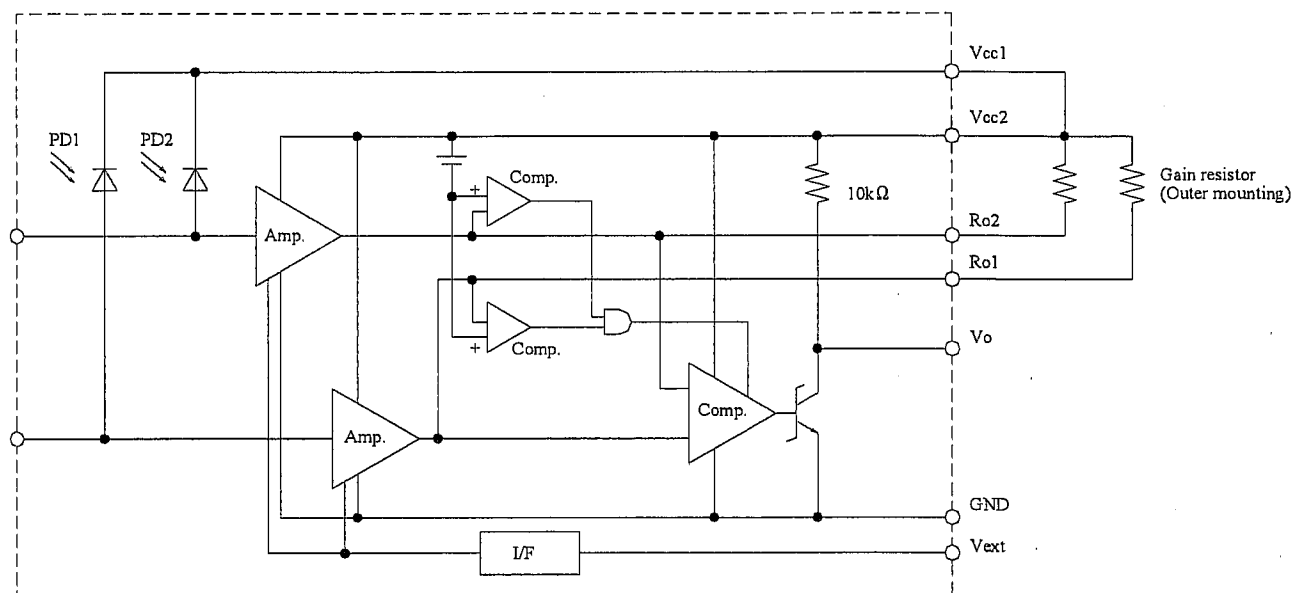 Vcc1
Vcc2
PD1
PD2
Comp.
+
10kΩ
Gain resistor
(Outer mounting)
Amp.
Ro2
Ro1
Comp.
+
Vo
Amp.
Comp.
GND
I/F
Vext